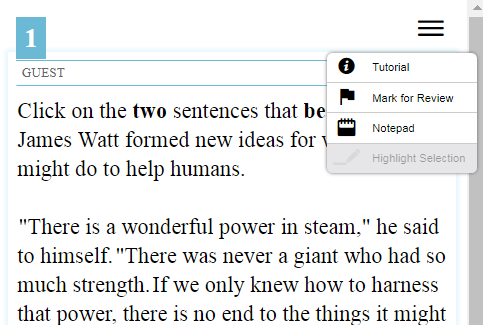 1
GUEST
Tutorial
Mark for Review
Notepad
Highlight Selection
Click on the two sentences that
James Watt formed new ideas for
might do to help humans.
"There is a wonderful power in steam," he said
to himself. "There was never a giant who had so
much strength. If we only knew how to harness
that power, there is no end to the things it might